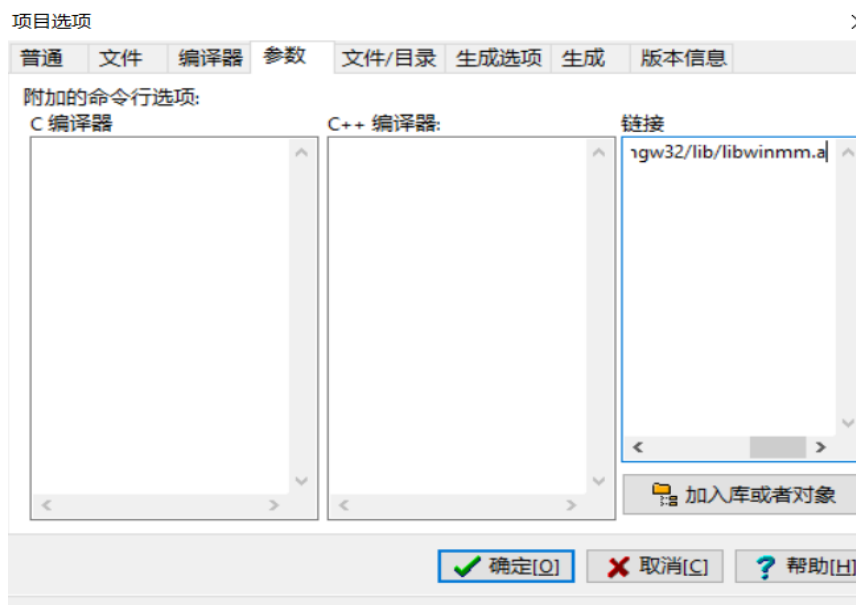 项目选项
普通 文件 编译器 参数 文件/目录 生成选项 生成 版本信息
附加的命令行选项:
C 编译器 C++ 编译器: 链接
ngw32/lib/libwinmm.a
加入库或者对象
确定[O] 取消[C] 帮助[H]